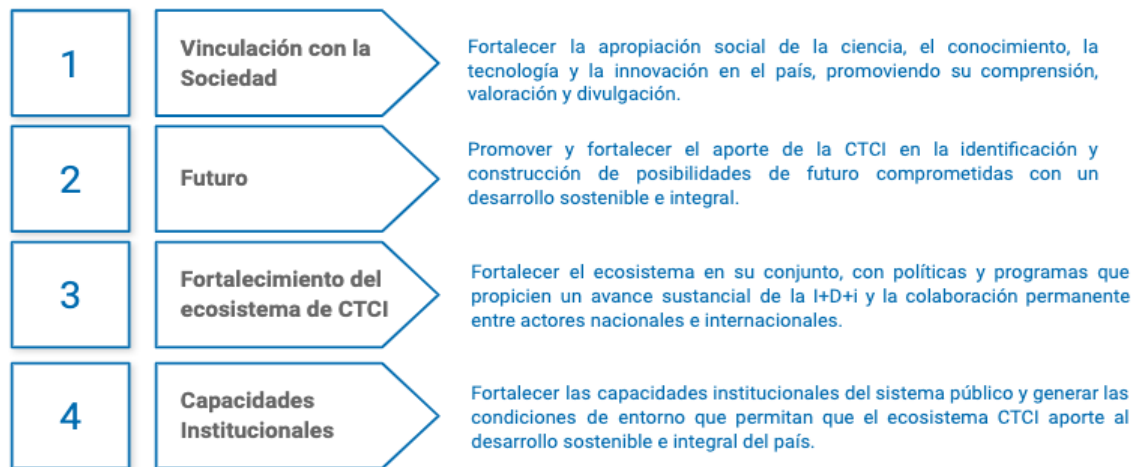 1
Vinculación con la
Sociedad
Fortalecer la apropiación social de la ciencia, el conocimiento, la
tecnología y la innovación en el país, promoviendo su comprensión,
valoración y divulgación.
2
Futuro
Promover y fortalecer el aporte de la CTCI en la identificación y
construcción de posibilidades de futuro comprometidas con un
desarrollo sostenible e integral.
3
Fortalecimiento del
ecosistema de CTCI
Fortalecer el ecosistema en su conjunto, con políticas y programas que
propicien un avance sustancial de la I+D+i y la colaboración permanente
entre actores nacionales e internacionales.
4
Capacidades
Institucionales
Fortalecer las capacidades institucionales del sistema público y generar las
condiciones de entorno que permitan que el ecosistema CTCI aporte al
desarrollo sostenible e integral del país.